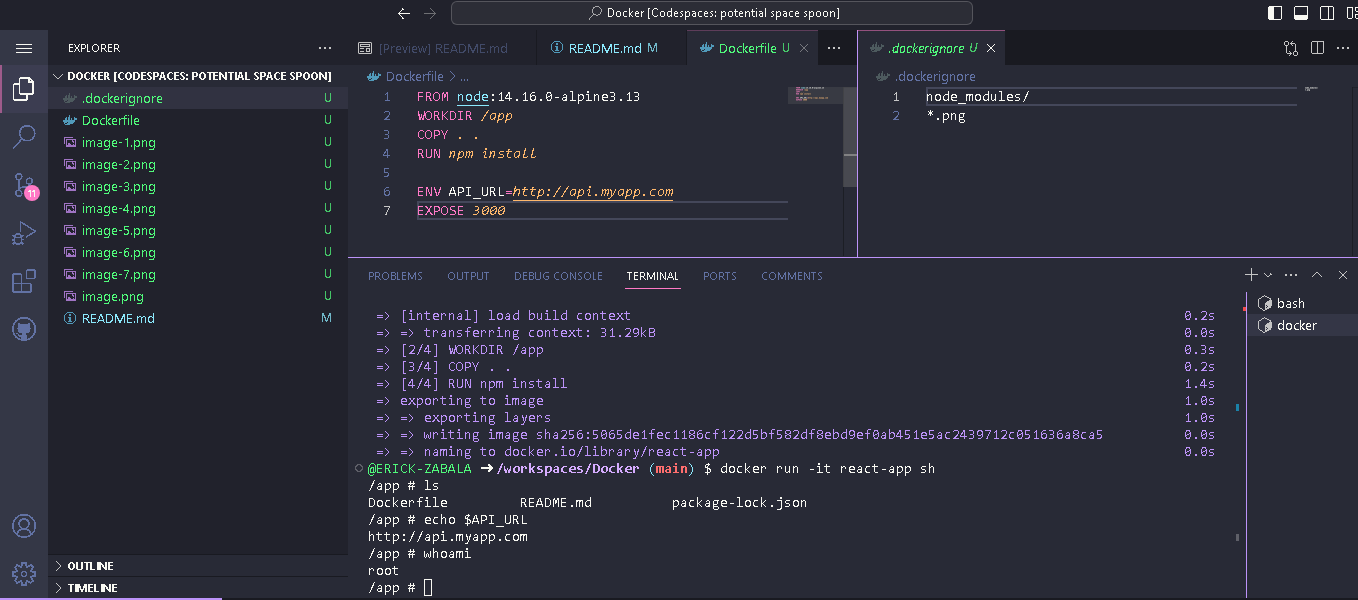 Docker [Codespaces: potential space spoon]
EXPLORER
DOCKER [CODESPACES: POTENTIAL SPACE SPOON]
.dockerignore U
Dockerfile U
image-1.png U
image-2.png U
image-3.png U
image-4.png U
image-5.png U
image-6.png U
image-7.png U
image.png U
README.md M
11
OUTLINE
TIMELINE
[Preview] README.md
README.md M
Dockerfile U
Dockerfile > ...
1 FROM node:14.16.0-alpine3.13
2 WORKDIR /app
3 COPY . .
4 RUN npm install
5
6 ENV API_URL=http://api.myapp.com
7 EXPOSE 3000
.dockerignore U
.dockerignore
1 node_modules/
2 *.png
PROBLEMS OUTPUT DEBUG CONSOLE TERMINAL PORTS COMMENTS
=> [internal] load build context 0.2s
=> => transferring context: 31.29kB 0.0s
=> [2/4] WORKDIR /app 0.3s
=> [3/4] COPY . . 0.2s
=> [4/4] RUN npm install 1.4s
=> exporting to image 1.0s
=> => exporting layers 1.0s
=> => writing image sha256:5065de1fec1186cf122d5bf582df8ebd9ef0ab451e5ac2439712c051636a8ca5 0.0s
=> => naming to docker.io/library/react-app 0.0s
@ERICK-ZABALA ➜/workspaces/Docker (main) $ docker run -it react-app sh
/app # ls
Dockerfile README.md package-lock.json
/app # echo $API_URL
http://api.myapp.com
/app # whoami
root
/app #
bash
docker